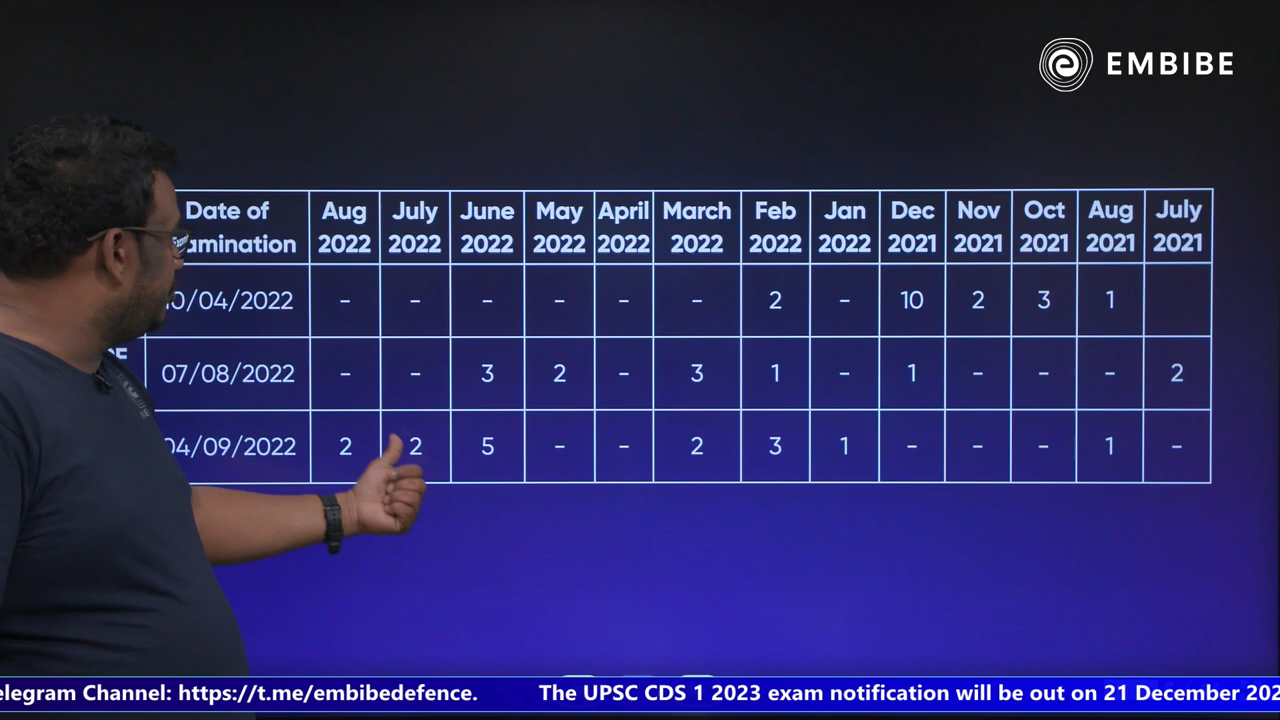 EMBIBE
Date of Aug July June May April March Feb Jan Dec Nov Oct Aug July
2022 2022 2022 2022 2022 2022 2022 2022 2021 2021 2021 2021 2021
10/04/2022 - - - - - - 2 - 10 2 3 1
07/08/2022 - - 3 2 - 3 1 - 1 - - - 2
04/09/2022 2 2 5 - - 2 3 1 - - - 1 -
elegram Channel: https://t.me/embibedefence. The UPSC CDS 1 2023 exam notification will be out on 21 December 202